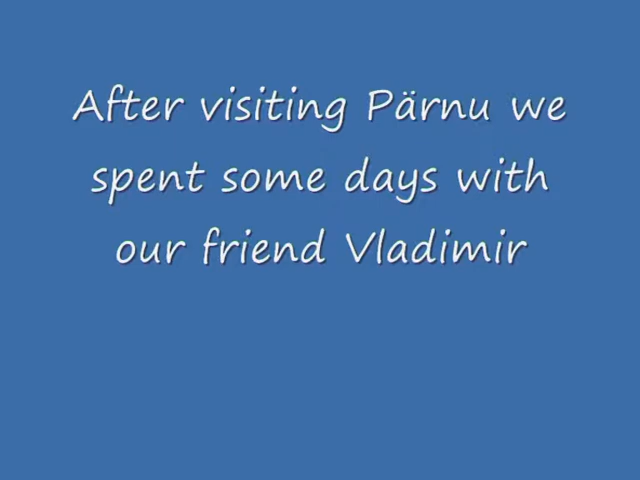 After visiting Pärnu we
spent some days with
our friend Vladimir